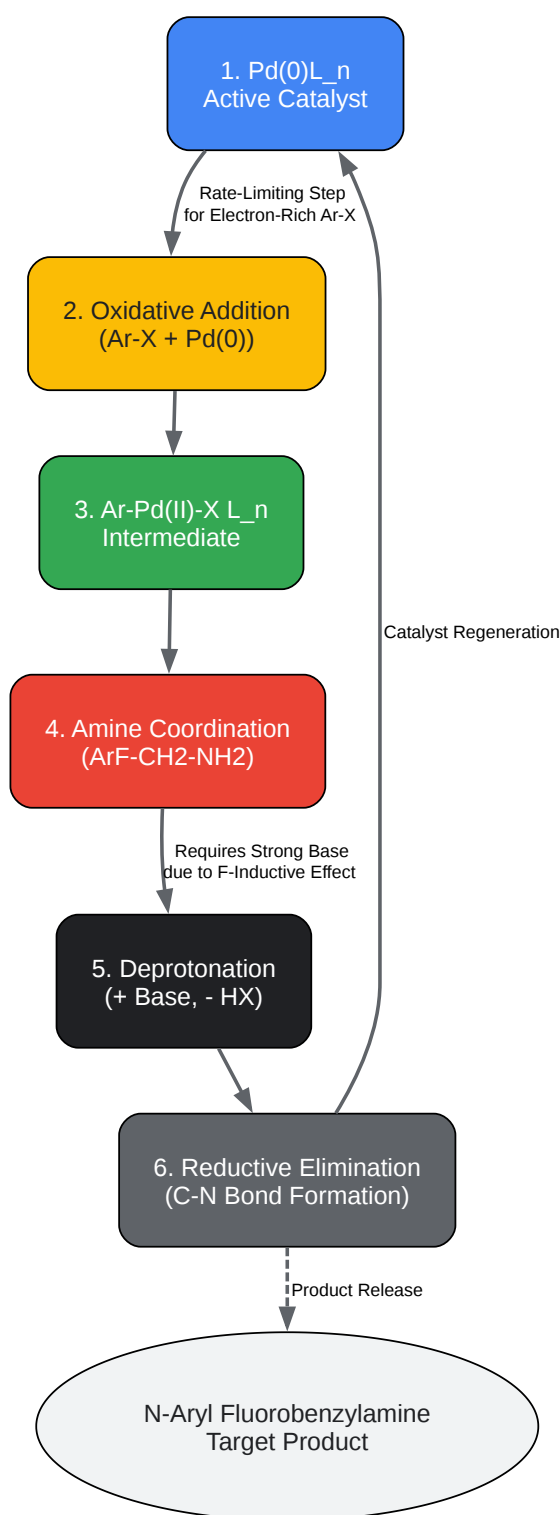 1. Pd(0)L_n
Active Catalyst
Rate-Limiting Step
for Electron-Rich Ar-X
2. Oxidative Addition
(Ar-X + Pd(0))
3. Ar-Pd(II)-X L_n
Intermediate
Catalyst Regeneration
4. Amine Coordination
(ArF-CH2-NH2)
Requires Strong Base
due to F-Inductive Effect
5. Deprotonation
(+ Base, - HX)
6. Reductive Elimination
(C-N Bond Formation)
Product Release
N-Aryl Fluorobenzylamine
Target Product